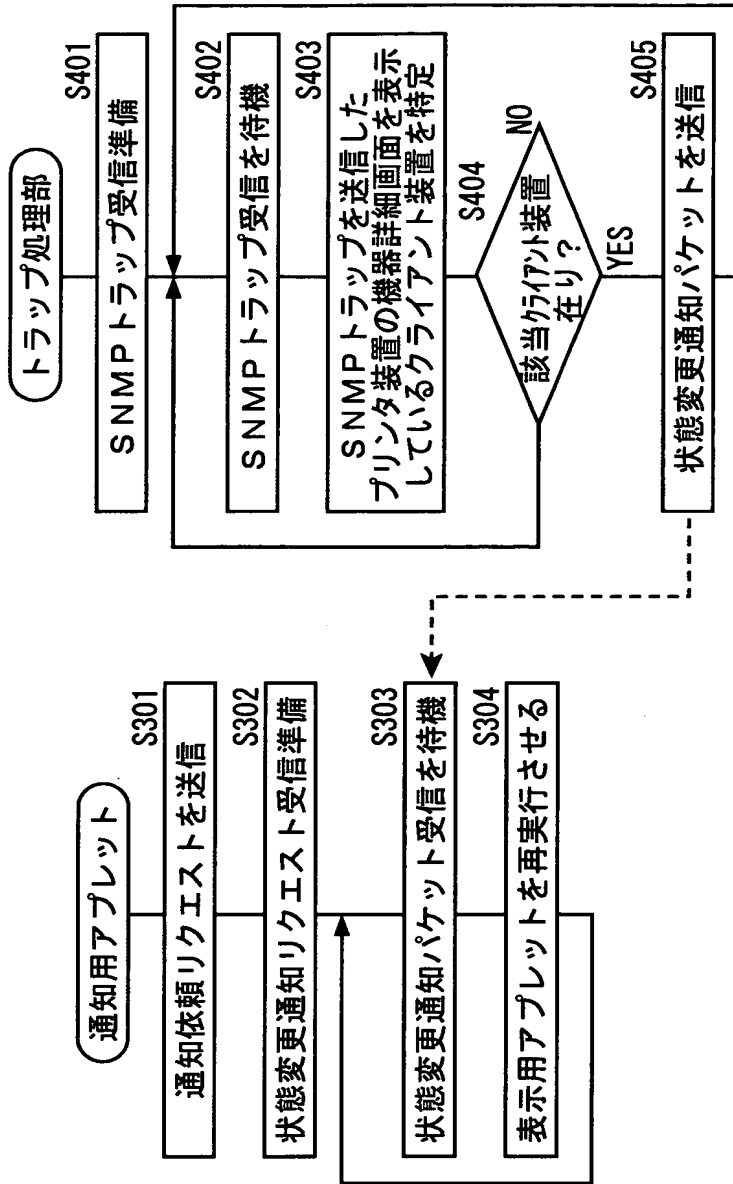 通知用アプレット
S301
通知依頼リクエストを送信
S302
状態変更通知リクエスト受信準備
S303
状態変更通知パケット受信を待機
S304
表示用アプレットを再実行させる
トラップ処理部
S401
SNMPトラップ受信準備
S402
SNMPトラップ受信を待機
S403
SNMPトラップを送信した
プリンタ装置の機器詳細画面を表示
しているクライアント装置を特定
S404
該当クライアント装置
在り？
NO
YES
S405
状態変更通知パケットを送信